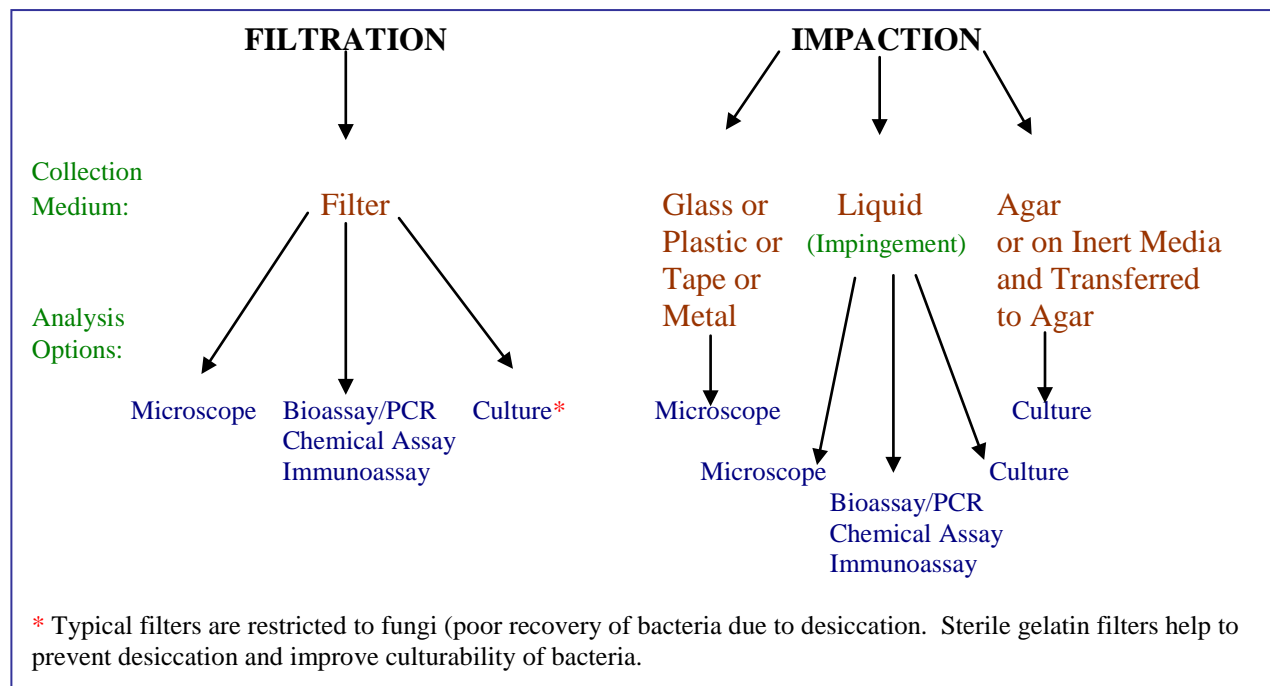 FILTRATION
IMPACTION
Collection
Medium:
Filter
Glass or
Plastic or
Tape or
Metal
Liquid
(Impingement)
Agar
or on Inert Media
and Transferred
to Agar
Analysis
Options:
Microscope
Bioassay/PCR
Chemical Assay
Immunoassay
Culture*
Microscope
Culture
Microscope
Culture
Bioassay/PCR
Chemical Assay
Immunoassay
* Typical filters are restricted to fungi (poor recovery of bacteria due to desiccation.  Sterile gelatin filters help to
prevent desiccation and improve culturability of bacteria.